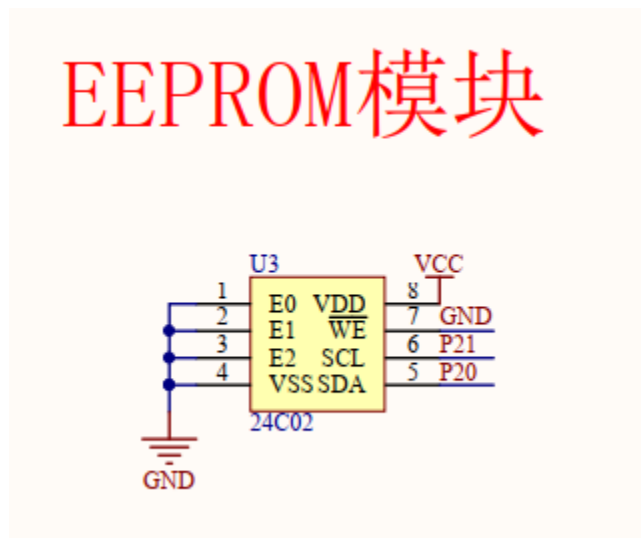 EEPROM模块
U3
VCC
1 E0 VDD 8
2 E1 WE 7 GND
3 E2 SCL 6 P21
4 VSS SDA 5 P20
24C02
GND